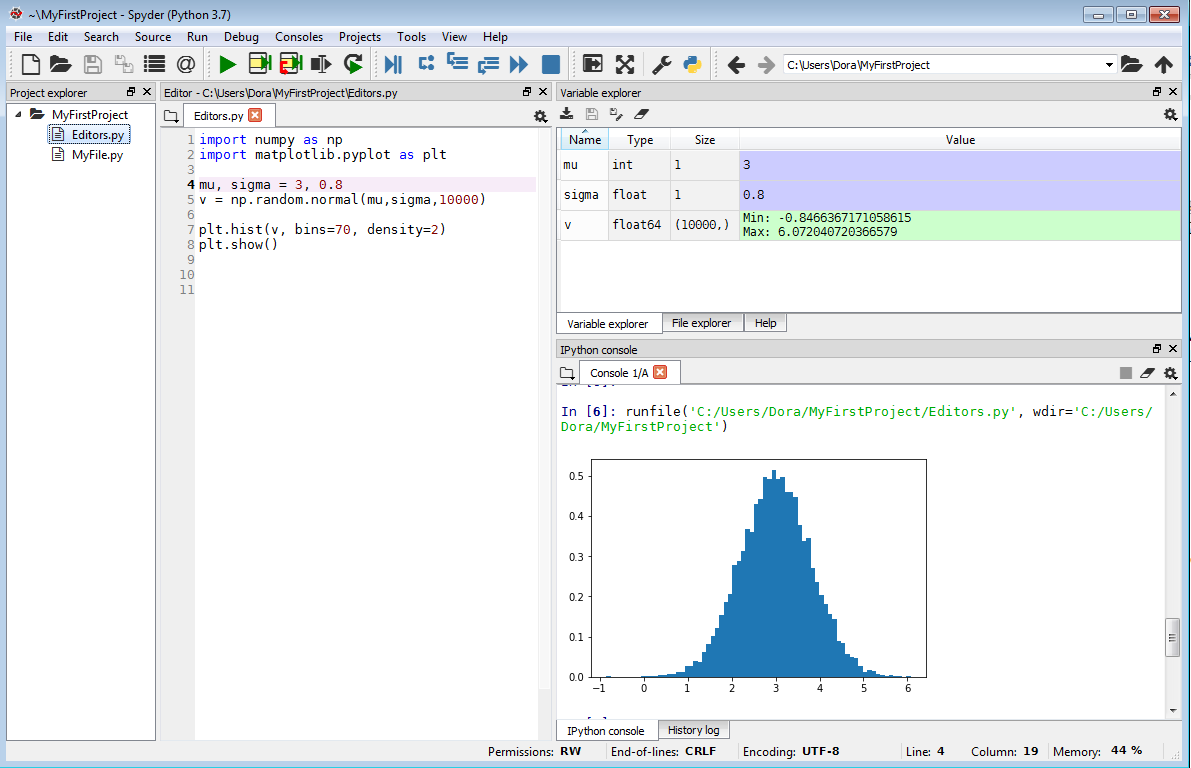 ~\MyFirstProject - Spyder (Python 3.7)
File Edit Search Source Run Debug Consoles Projects Tools View Help
C:\Users\Dora\MyFirstProject
Project explorer
MyFirstProject
Editors.py
MyFile.py
Editor - C:\Users\Dora\MyFirstProject\Editors.py
Editors.py
1 import numpy as np
2 import matplotlib.pyplot as plt
3
4 mu, sigma = 3, 0.8
5 v = np.random.normal(mu,sigma,10000)
6
7 plt.hist(v, bins=70, density=2)
8 plt.show()
9
10
11
Variable explorer
Name Type Size Value
mu int 1 3
sigma float 1 0.8
v float64 (10000,) Min: -0.8466367171058615
Max: 6.072040720366579
Variable explorer File explorer Help
IPython console
Console 1/A
In [6]: runfile('C:/Users/Dora/MyFirstProject/Editors.py', wdir='C:/Users/
Dora/MyFirstProject')
0.5
0.4
0.3
0.2
0.1
0.0
−1 0 1 2 3 4 5 6
IPython console History log
Permissions: RW End-of-lines: CRLF Encoding: UTF-8 Line: 4 Column: 19 Memory: 44 %